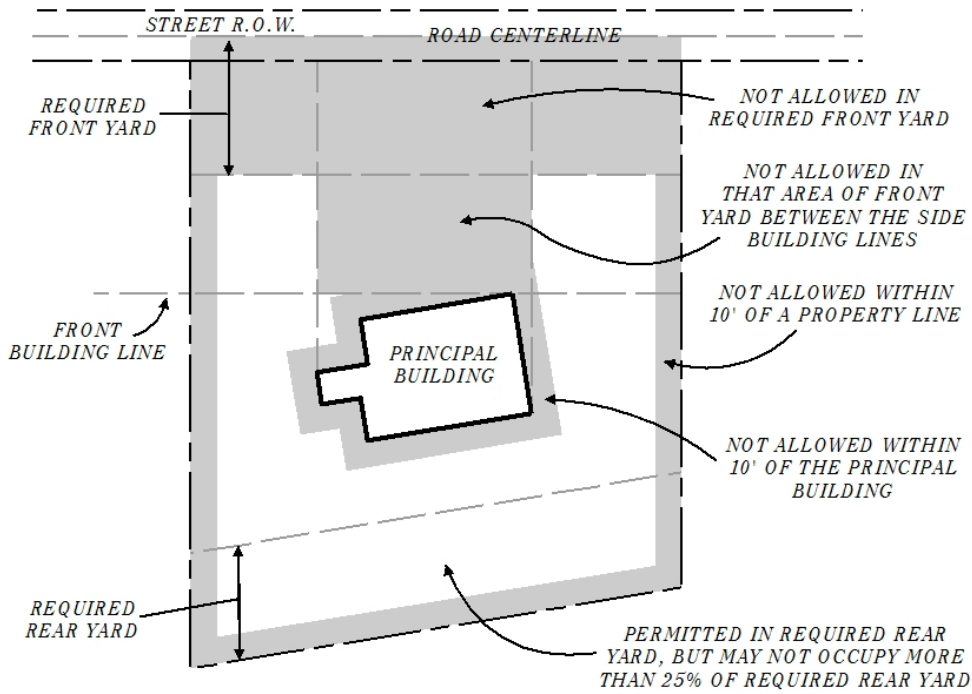 STREET R.O.W.
ROAD CENTERLINE
REQUIRED
FRONT YARD
NOT ALLOWED IN
REQUIRED FRONT YARD
NOT ALLOWED IN
THAT AREA OF FRONT
YARD BETWEEN THE SIDE
BUILDING LINES
FRONT
BUILDING LINE
NOT ALLOWED WITHIN
10' OF A PROPERTY LINE
PRINCIPAL
BUILDING
NOT ALLOWED WITHIN
10' OF THE PRINCIPAL
BUILDING
REQUIRED
REAR YARD
PERMITTED IN REQUIRED REAR
YARD, BUT MAY NOT OCCUPY MORE
THAN 25% OF REQUIRED REAR YARD